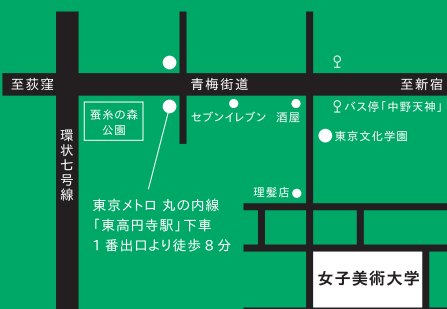 至荻窪
青梅街道
至新宿
蚕糸の森
公園
セブンイレブン
酒屋
バス停「中野天神」
東京文化学園
環状七号線
理髪店
東京メトロ 丸の内線
「東高円寺駅」下車
1番出口より徒歩8分
女子美術大学